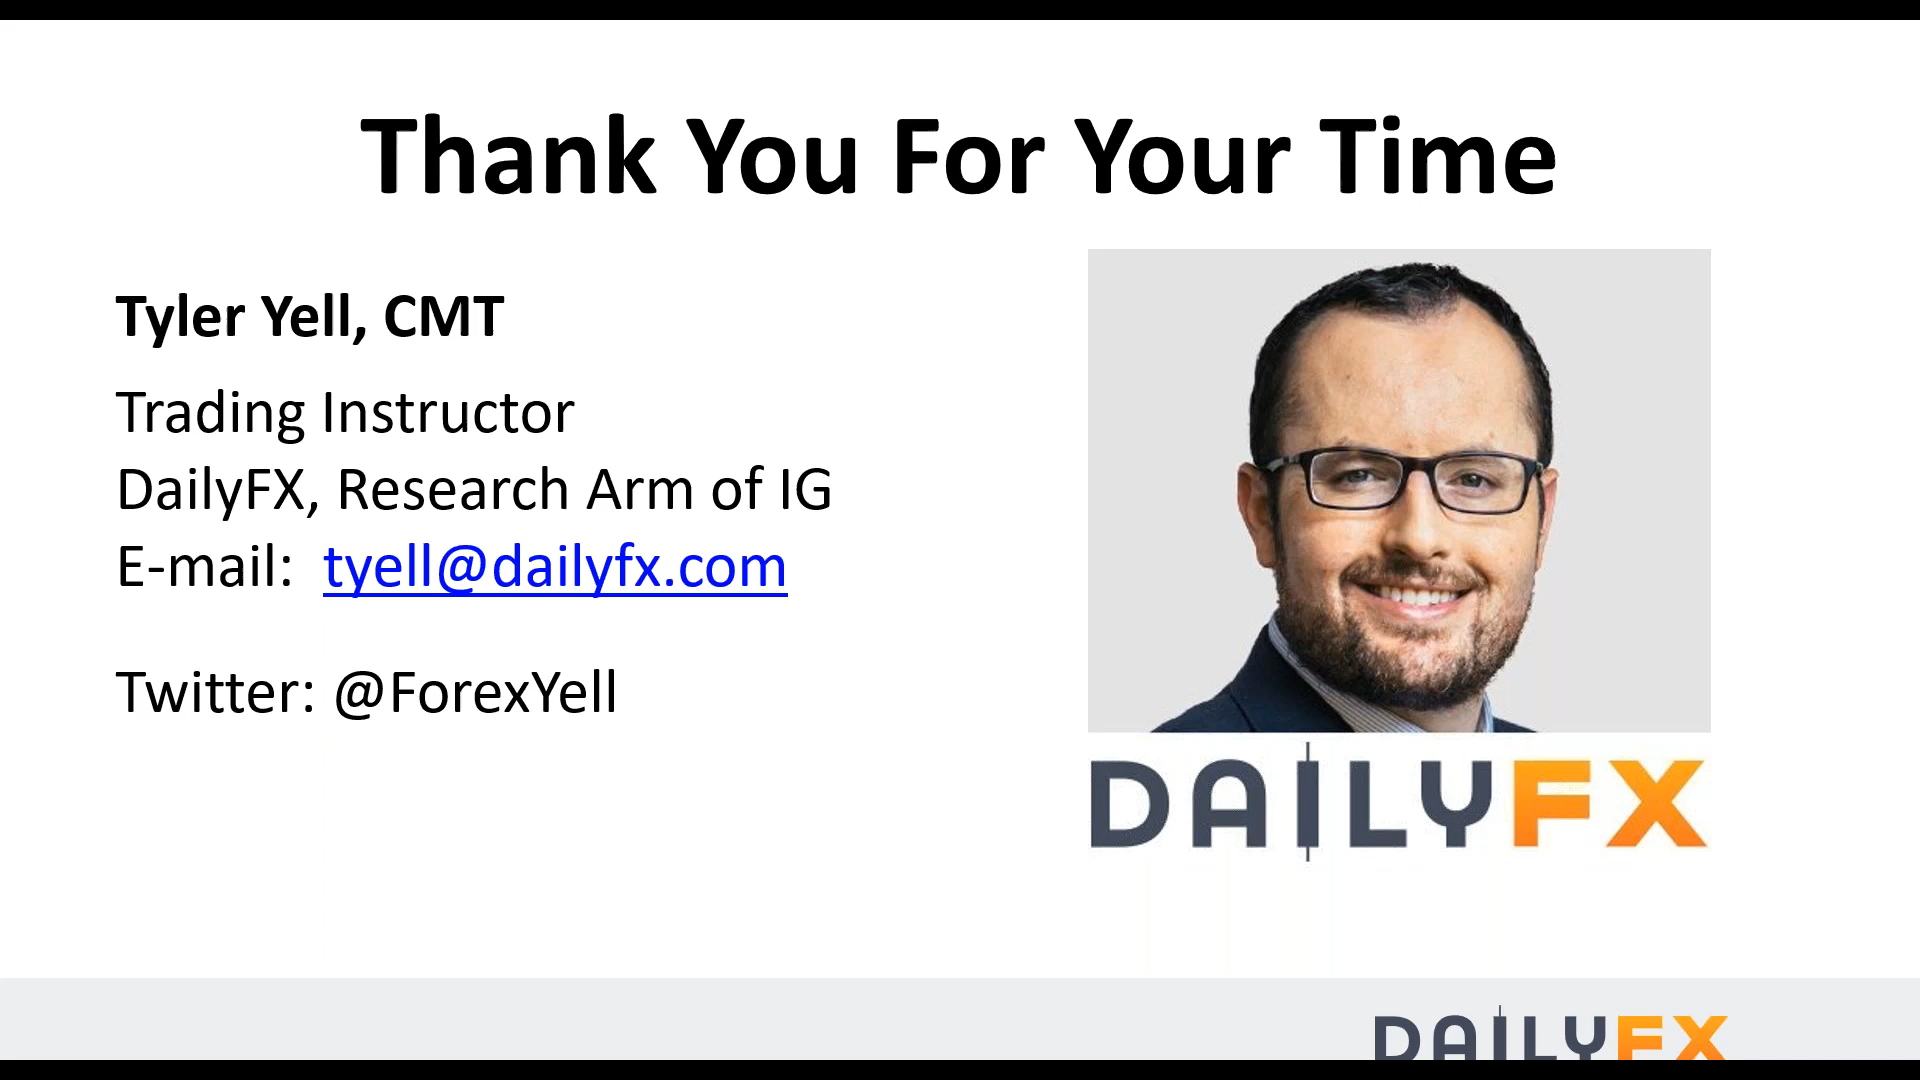 Thank You For Your Time
Tyler Yell, CMT
Trading Instructor
DailyFX, Research Arm of IG
E-mail:  tyell@dailyfx.com
Twitter: @ForexYell
DAILYFX
DAILYFX